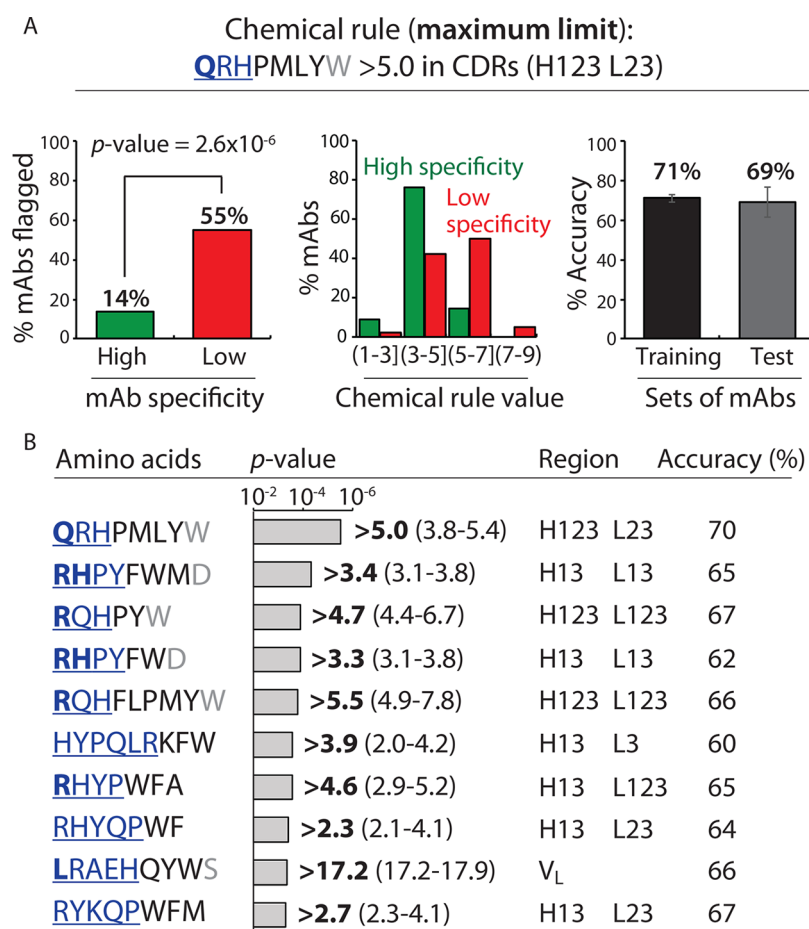 A
Chemical rule (maximum limit):
QRHPMLYW >5.0 in CDRs (H123 L23)
% mAbs flagged
100
80
60
40
20
0
p-value = 2.6x10-6
14%
55%
High Low
mAb specificity
% mAbs
100
80
60
40
20
0
High specificity
Low
specificity
(1-3] (3-5] (5-7] (7-9)
Chemical rule value
% Accuracy
100
80
60
40
20
0
71% 69%
Training Test
Sets of mAbs
B
Amino acids p-value Region Accuracy (%)
10-2 10-4 10-6
QRHPMLYW >5.0 (3.8-5.4) H123 L23 70
RHPYFWMD >3.4 (3.1-3.8) H13 L13 65
RQHPYW >4.7 (4.4-6.7) H123 L123 67
RHPYFWD >3.3 (3.1-3.8) H13 L13 62
RQHFLPMYW >5.5 (4.9-7.8) H123 L123 66
HYPQLRKFW >3.9 (2.0-4.2) H13 L3 60
RHYPWFA >4.6 (2.9-5.2) H13 L123 65
RHYQPWF >2.3 (2.1-4.1) H13 L23 64
LRAEHQYWS >17.2 (17.2-17.9) VL 66
RYKQPWFM >2.7 (2.3-4.1) H13 L23 67